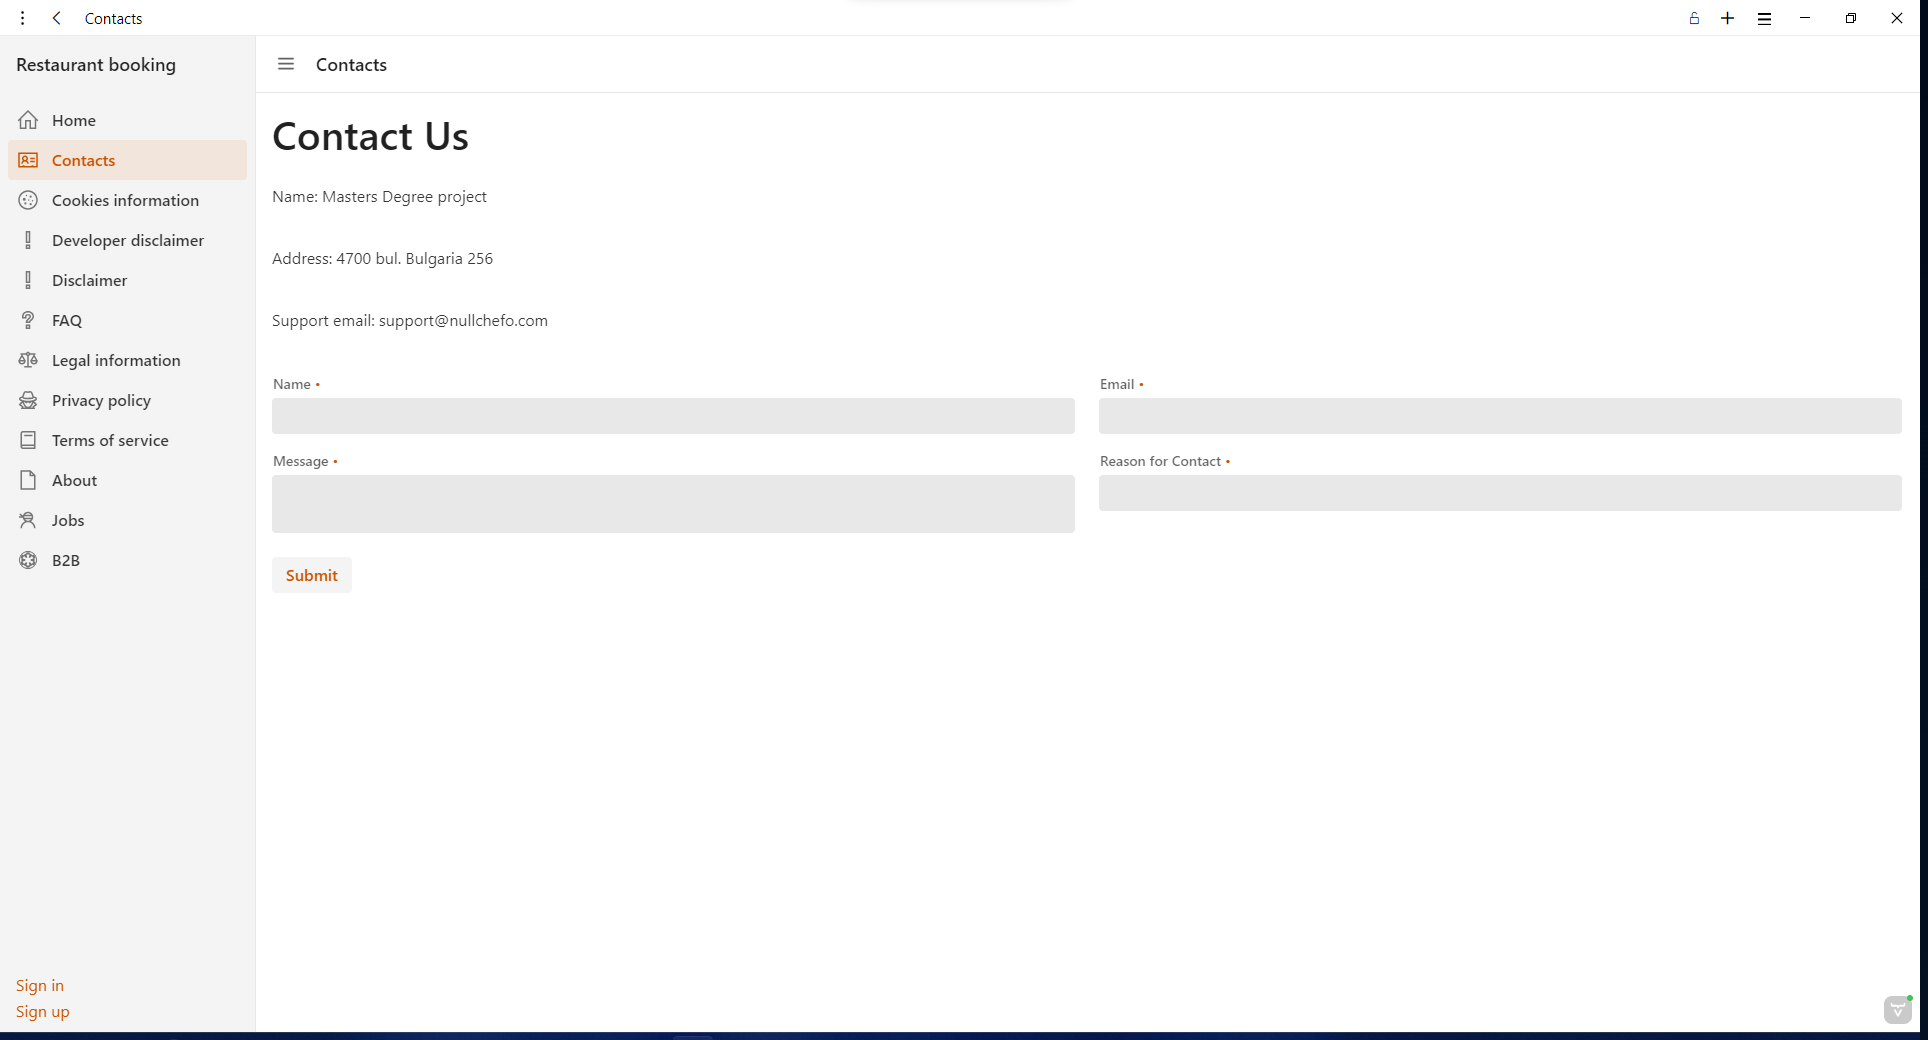 Contacts
Restaurant booking
Home
Contacts
Cookies information
Developer disclaimer
Disclaimer
FAQ
Legal information
Privacy policy
Terms of service
About
Jobs
B2B
Sign in
Sign up
Contacts
Contact Us
Name: Masters Degree project
Address: 4700 bul. Bulgaria 256
Support email: support@nullchefo.com
Name •
Email •
Message •
Reason for Contact •
Submit